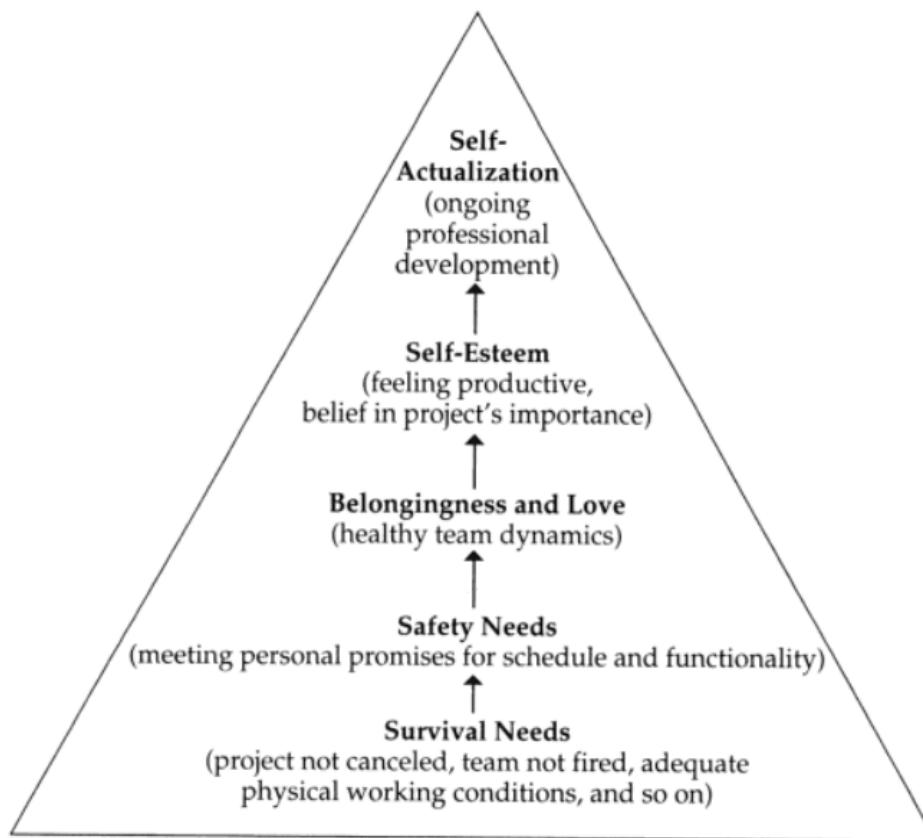 Self-
Actualization
(ongoing
professional
development)
Self-Esteem
(feeling productive,
belief in project's importance)
Belongingness and Love
(healthy team dynamics)
Safety Needs
(meeting personal promises for schedule and functionality)
Survival Needs
(project not canceled, team not fired, adequate
physical working conditions, and so on)